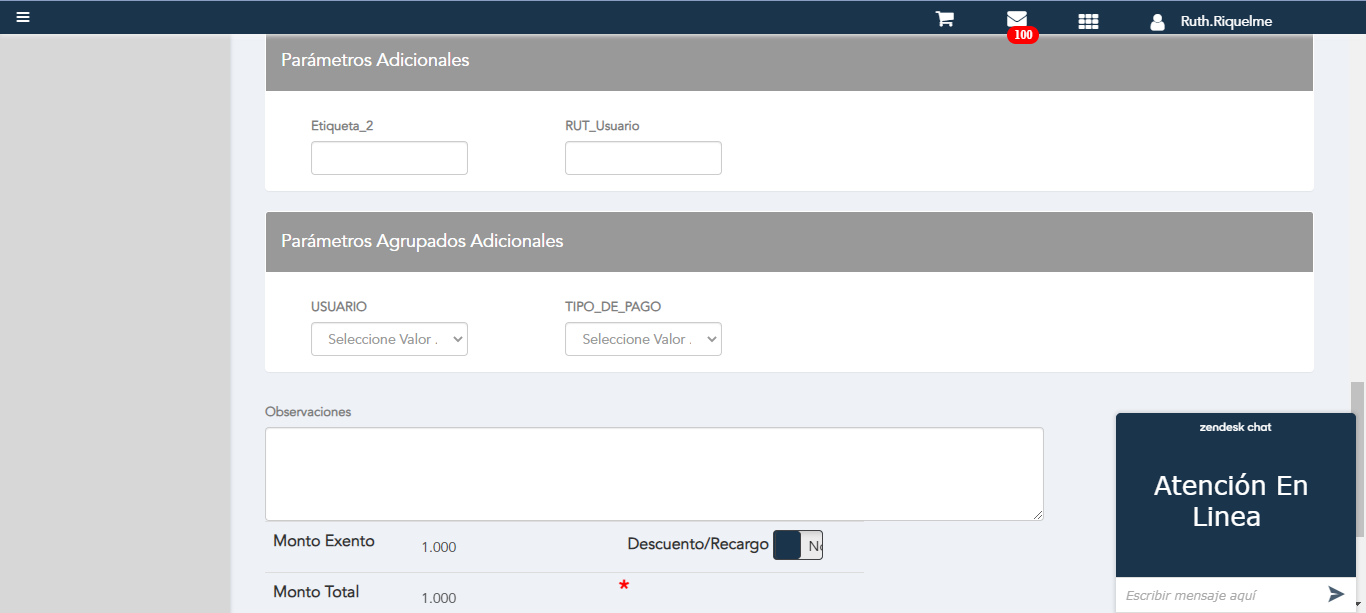 Ruth.Riquelme
100
Parámetros Adicionales
Etiqueta_2 RUT_Usuario
Parámetros Agrupados Adicionales
USUARIO TIPO_DE_PAGO
Seleccione Valor . Seleccione Valor .
Observaciones
zendesk chat
Atención En
Linea
Monto Exento 1.000 Descuento/Recargo No
Monto Total 1.000 *
Escribir mensaje aquí